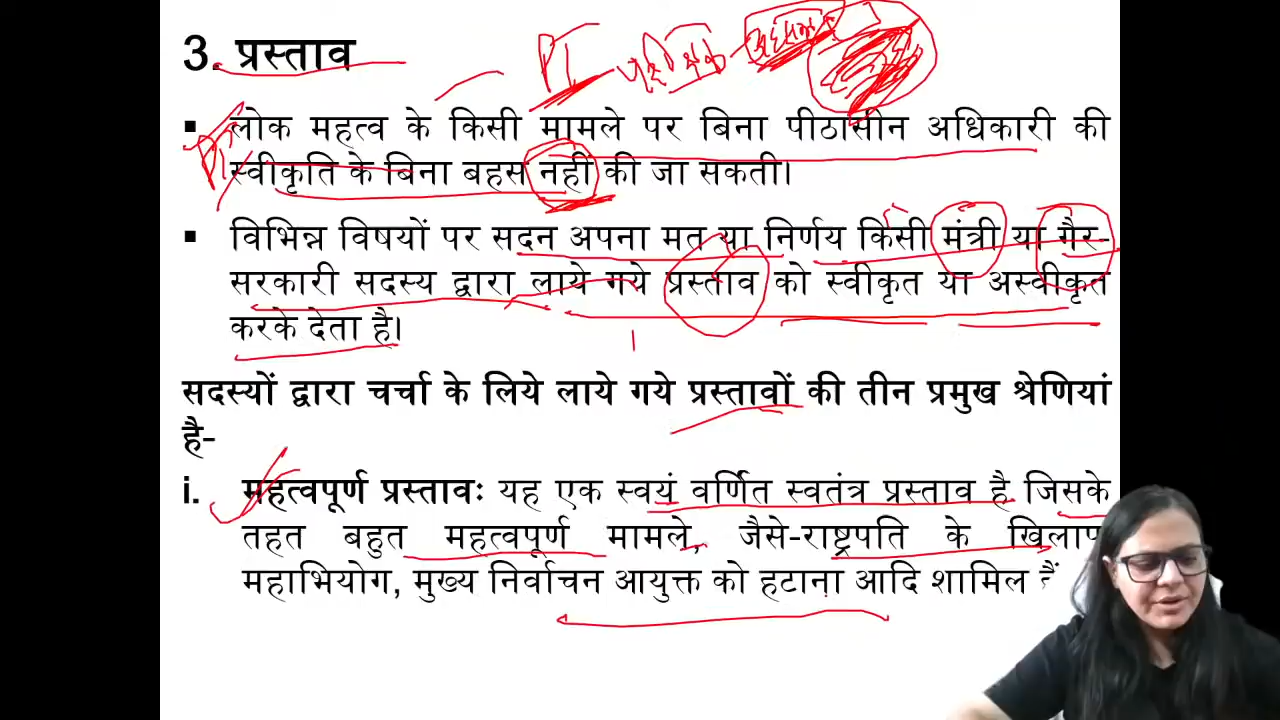 3. प्रस्ताव
PT
▪ लोक महत्व के किसी मामले पर बिना पीठासीन अधिकारी की
स्वीकृति के बिना बहस नही की जा सकती।
▪ विभिन्न विषयों पर सदन अपना मत या निर्णय किसी मंत्री या गैर-
सरकारी सदस्य द्वारा लाये गये प्रस्ताव को स्वीकृत या अस्वीकृत
करके देता है।
सदस्यों द्वारा चर्चा के लिये लाये गये प्रस्तावों की तीन प्रमुख श्रेणियां
है-
i. महत्वपूर्ण प्रस्तावः यह एक स्वयं वर्णित स्वतंत्र प्रस्ताव है जिसके
तहत बहुत महत्वपूर्ण मामले, जैसे-राष्ट्रपति के खिलाप
महाभियोग, मुख्य निर्वाचन आयुक्त को हटाना आदि शामिल हैं